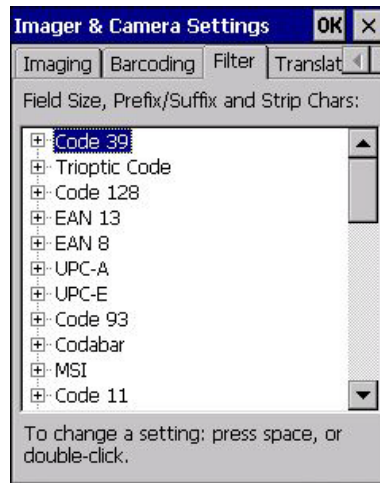 Imager & Camera Settings OK ×
Imaging Barcoding Filter Translat
Field Size, Prefix/Suffix and Strip Chars:
Code 39
Trioptic Code
Code 128
EAN 13
EAN 8
UPC-A
UPC-E
Code 93
Codabar
MSI
Code 11
To change a setting: press space, or
double-click.